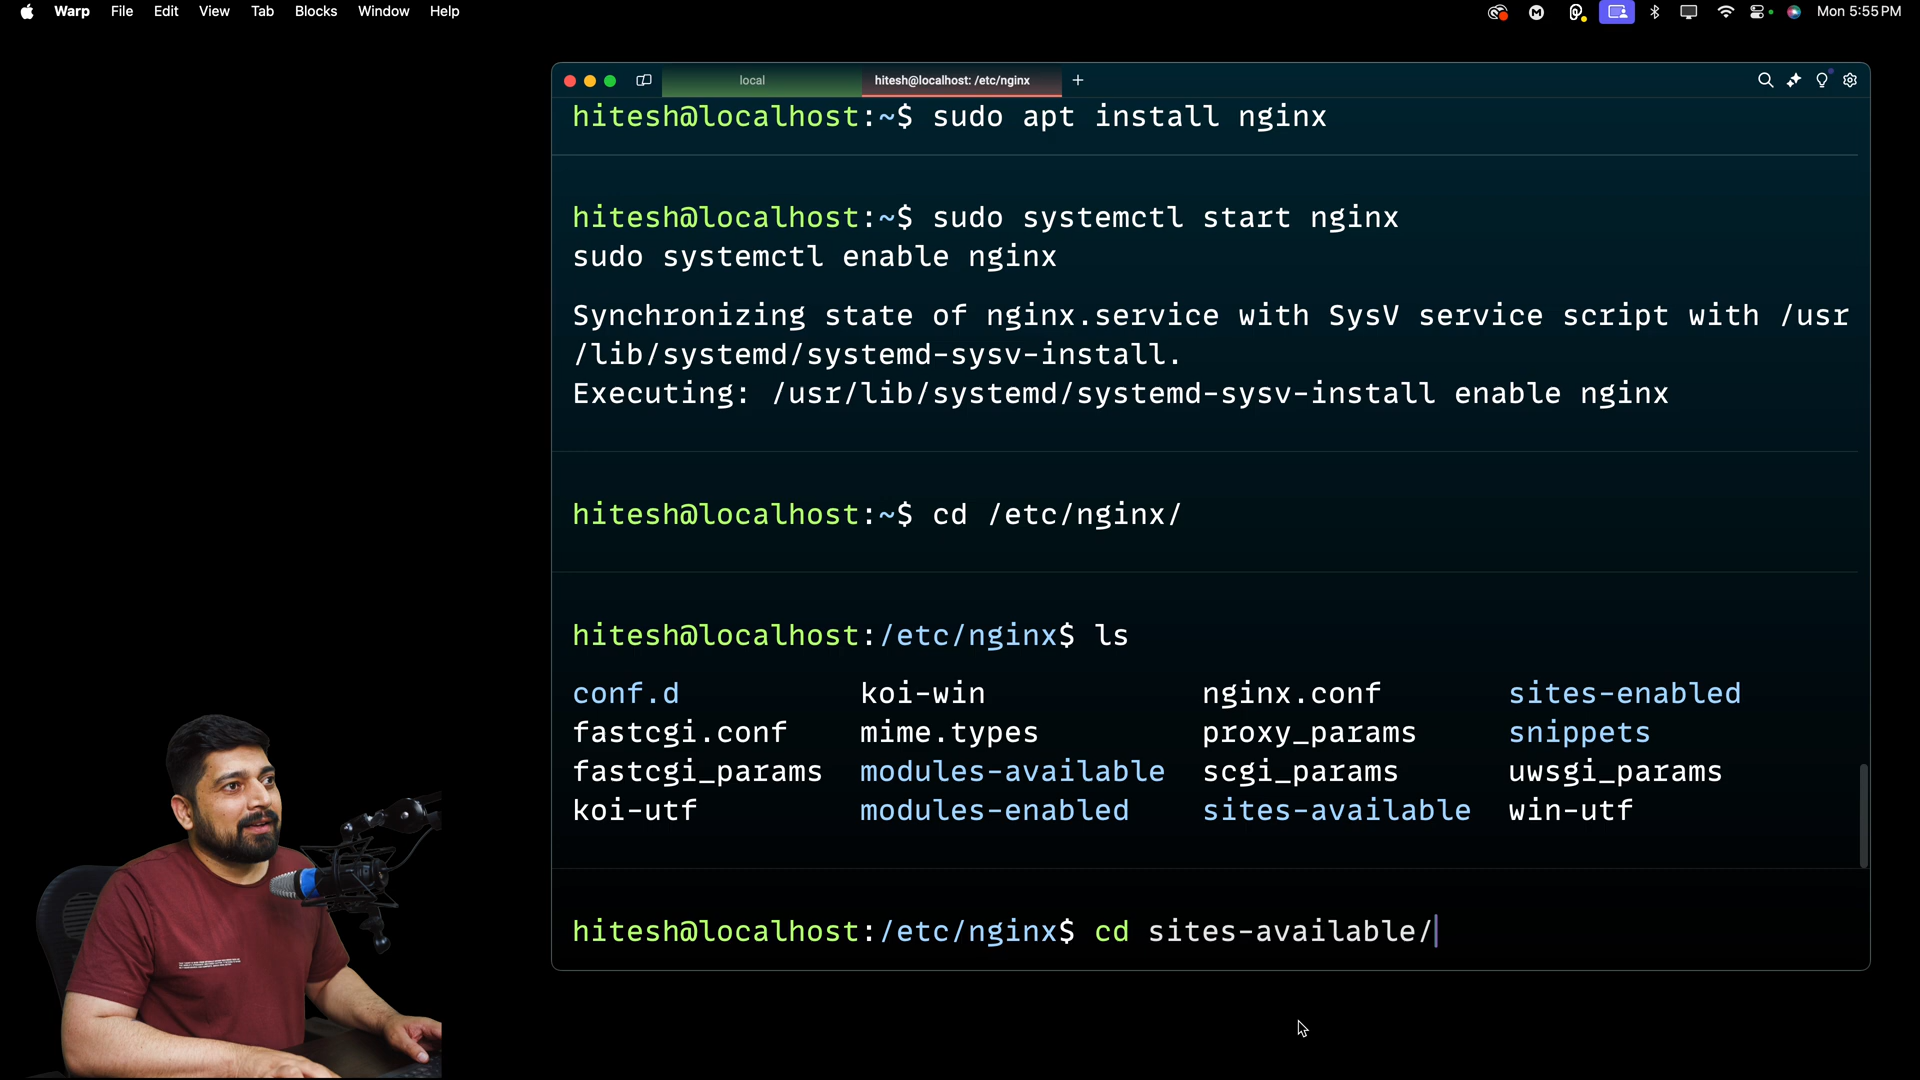 Warp File Edit View Tab Blocks Window Help Mon 5:55 PM
local hitesh@localhost: /etc/nginx
hitesh@localhost:~$ sudo apt install nginx
hitesh@localhost:~$ sudo systemctl start nginx
sudo systemctl enable nginx
Synchronizing state of nginx.service with SysV service script with /usr
/lib/systemd/systemd-sysv-install.
Executing: /usr/lib/systemd/systemd-sysv-install enable nginx
hitesh@localhost:~$ cd /etc/nginx/
hitesh@localhost:/etc/nginx$ ls
conf.d koi-win nginx.conf sites-enabled
fastcgi.conf mime.types proxy_params snippets
fastcgi_params modules-available scgi_params uwsgi_params
koi-utf modules-enabled sites-available win-utf
hitesh@localhost:/etc/nginx$ cd sites-available/